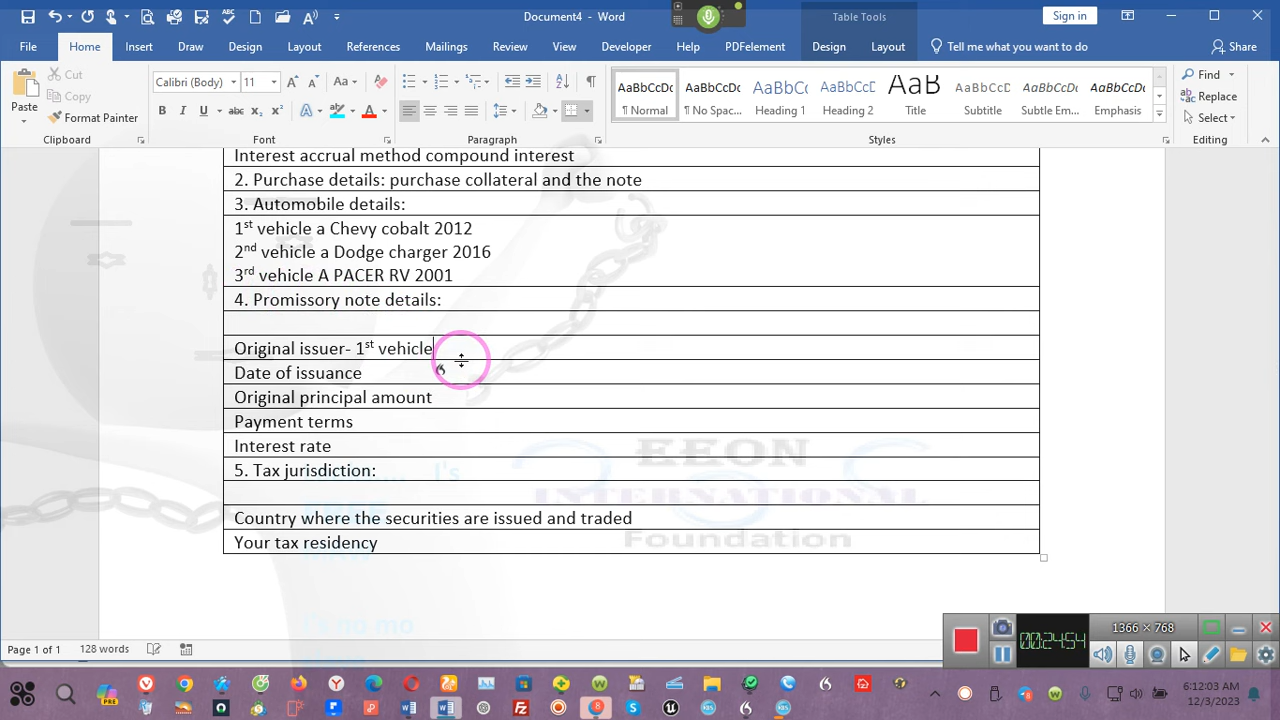 Document4 - Word
Table Tools
Sign in
File Home Insert Draw Design Layout References Mailings Review View Developer Help PDFelement Design Layout Tell me what you want to do Share
Paste
Cut
Copy
Format Painter
Clipboard
Calibri (Body) 11
Font
Paragraph
AaBbCcDc AaBbCcDc AaBbCc AaBbCcD AaB AaBbCcD AaBbCcDc AaBbCcDc
¶ Normal ¶ No Spac... Heading 1 Heading 2 Title Subtitle Subtle Em... Emphasis
Styles
Find
Replace
Select
Editing
Interest accrual method compound interest
2. Purchase details: purchase collateral and the note
3. Automobile details:
1st vehicle a Chevy cobalt 2012
2nd vehicle a Dodge charger 2016
3rd vehicle A PACER RV 2001
4. Promissory note details:
Original issuer- 1st vehicle
Date of issuance
Original principal amount
Payment terms
Interest rate
5. Tax jurisdiction:
Country where the securities are issued and traded
Your tax residency
I's
EEON
INTERNATIONAL
Foundation
I's no mo
1366 × 768
00:24:54
Page 1 of 1 128 words
6:12:03 AM
12/3/2023